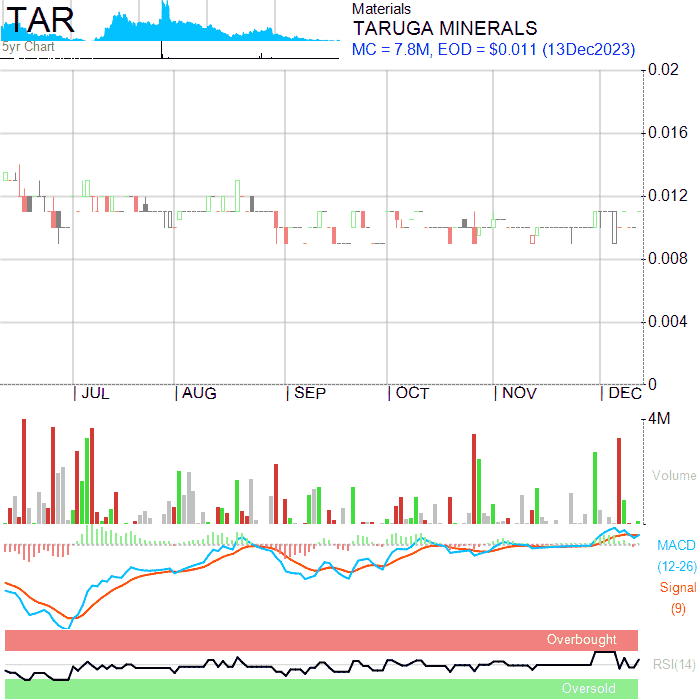 TAR
5yr Chart
Materials
TARUGA MINERALS
MC = 7.8M, EOD = $0.011 (13Dec2023)
0.02
0.016
0.012
0.008
0.004
0
JUL AUG SEP OCT NOV DEC
4M
Volume
MACD
(12-26)
Signal
(9)
Overbought
RSI(14)
Oversold